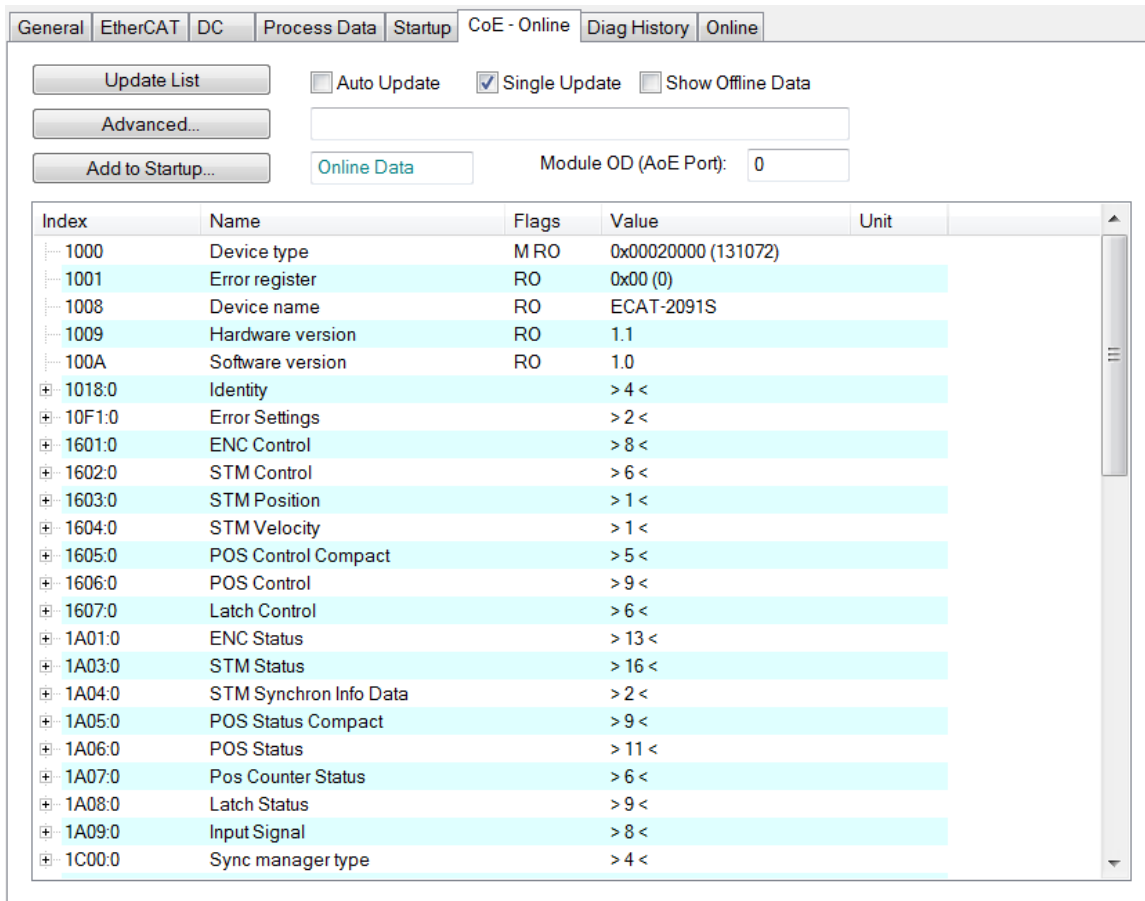 General EtherCAT DC Process Data Startup CoE - Online Diag History Online
Update List Auto Update Single Update Show Offline Data
Advanced...
Add to Startup... Online Data Module OD (AoE Port): 0
Index Name Flags Value Unit
1000 Device type M RO 0x00020000 (131072)
1001 Error register RO 0x00 (0)
1008 Device name RO ECAT-2091S
1009 Hardware version RO 1.1
100A Software version RO 1.0
1018:0 Identity > 4 <
10F1:0 Error Settings > 2 <
1601:0 ENC Control > 8 <
1602:0 STM Control > 6 <
1603:0 STM Position > 1 <
1604:0 STM Velocity > 1 <
1605:0 POS Control Compact > 5 <
1606:0 POS Control > 9 <
1607:0 Latch Control > 6 <
1A01:0 ENC Status > 13 <
1A03:0 STM Status > 16 <
1A04:0 STM Synchron Info Data > 2 <
1A05:0 POS Status Compact > 9 <
1A06:0 POS Status > 11 <
1A07:0 Pos Counter Status > 6 <
1A08:0 Latch Status > 9 <
1A09:0 Input Signal > 8 <
1C00:0 Sync manager type > 4 <